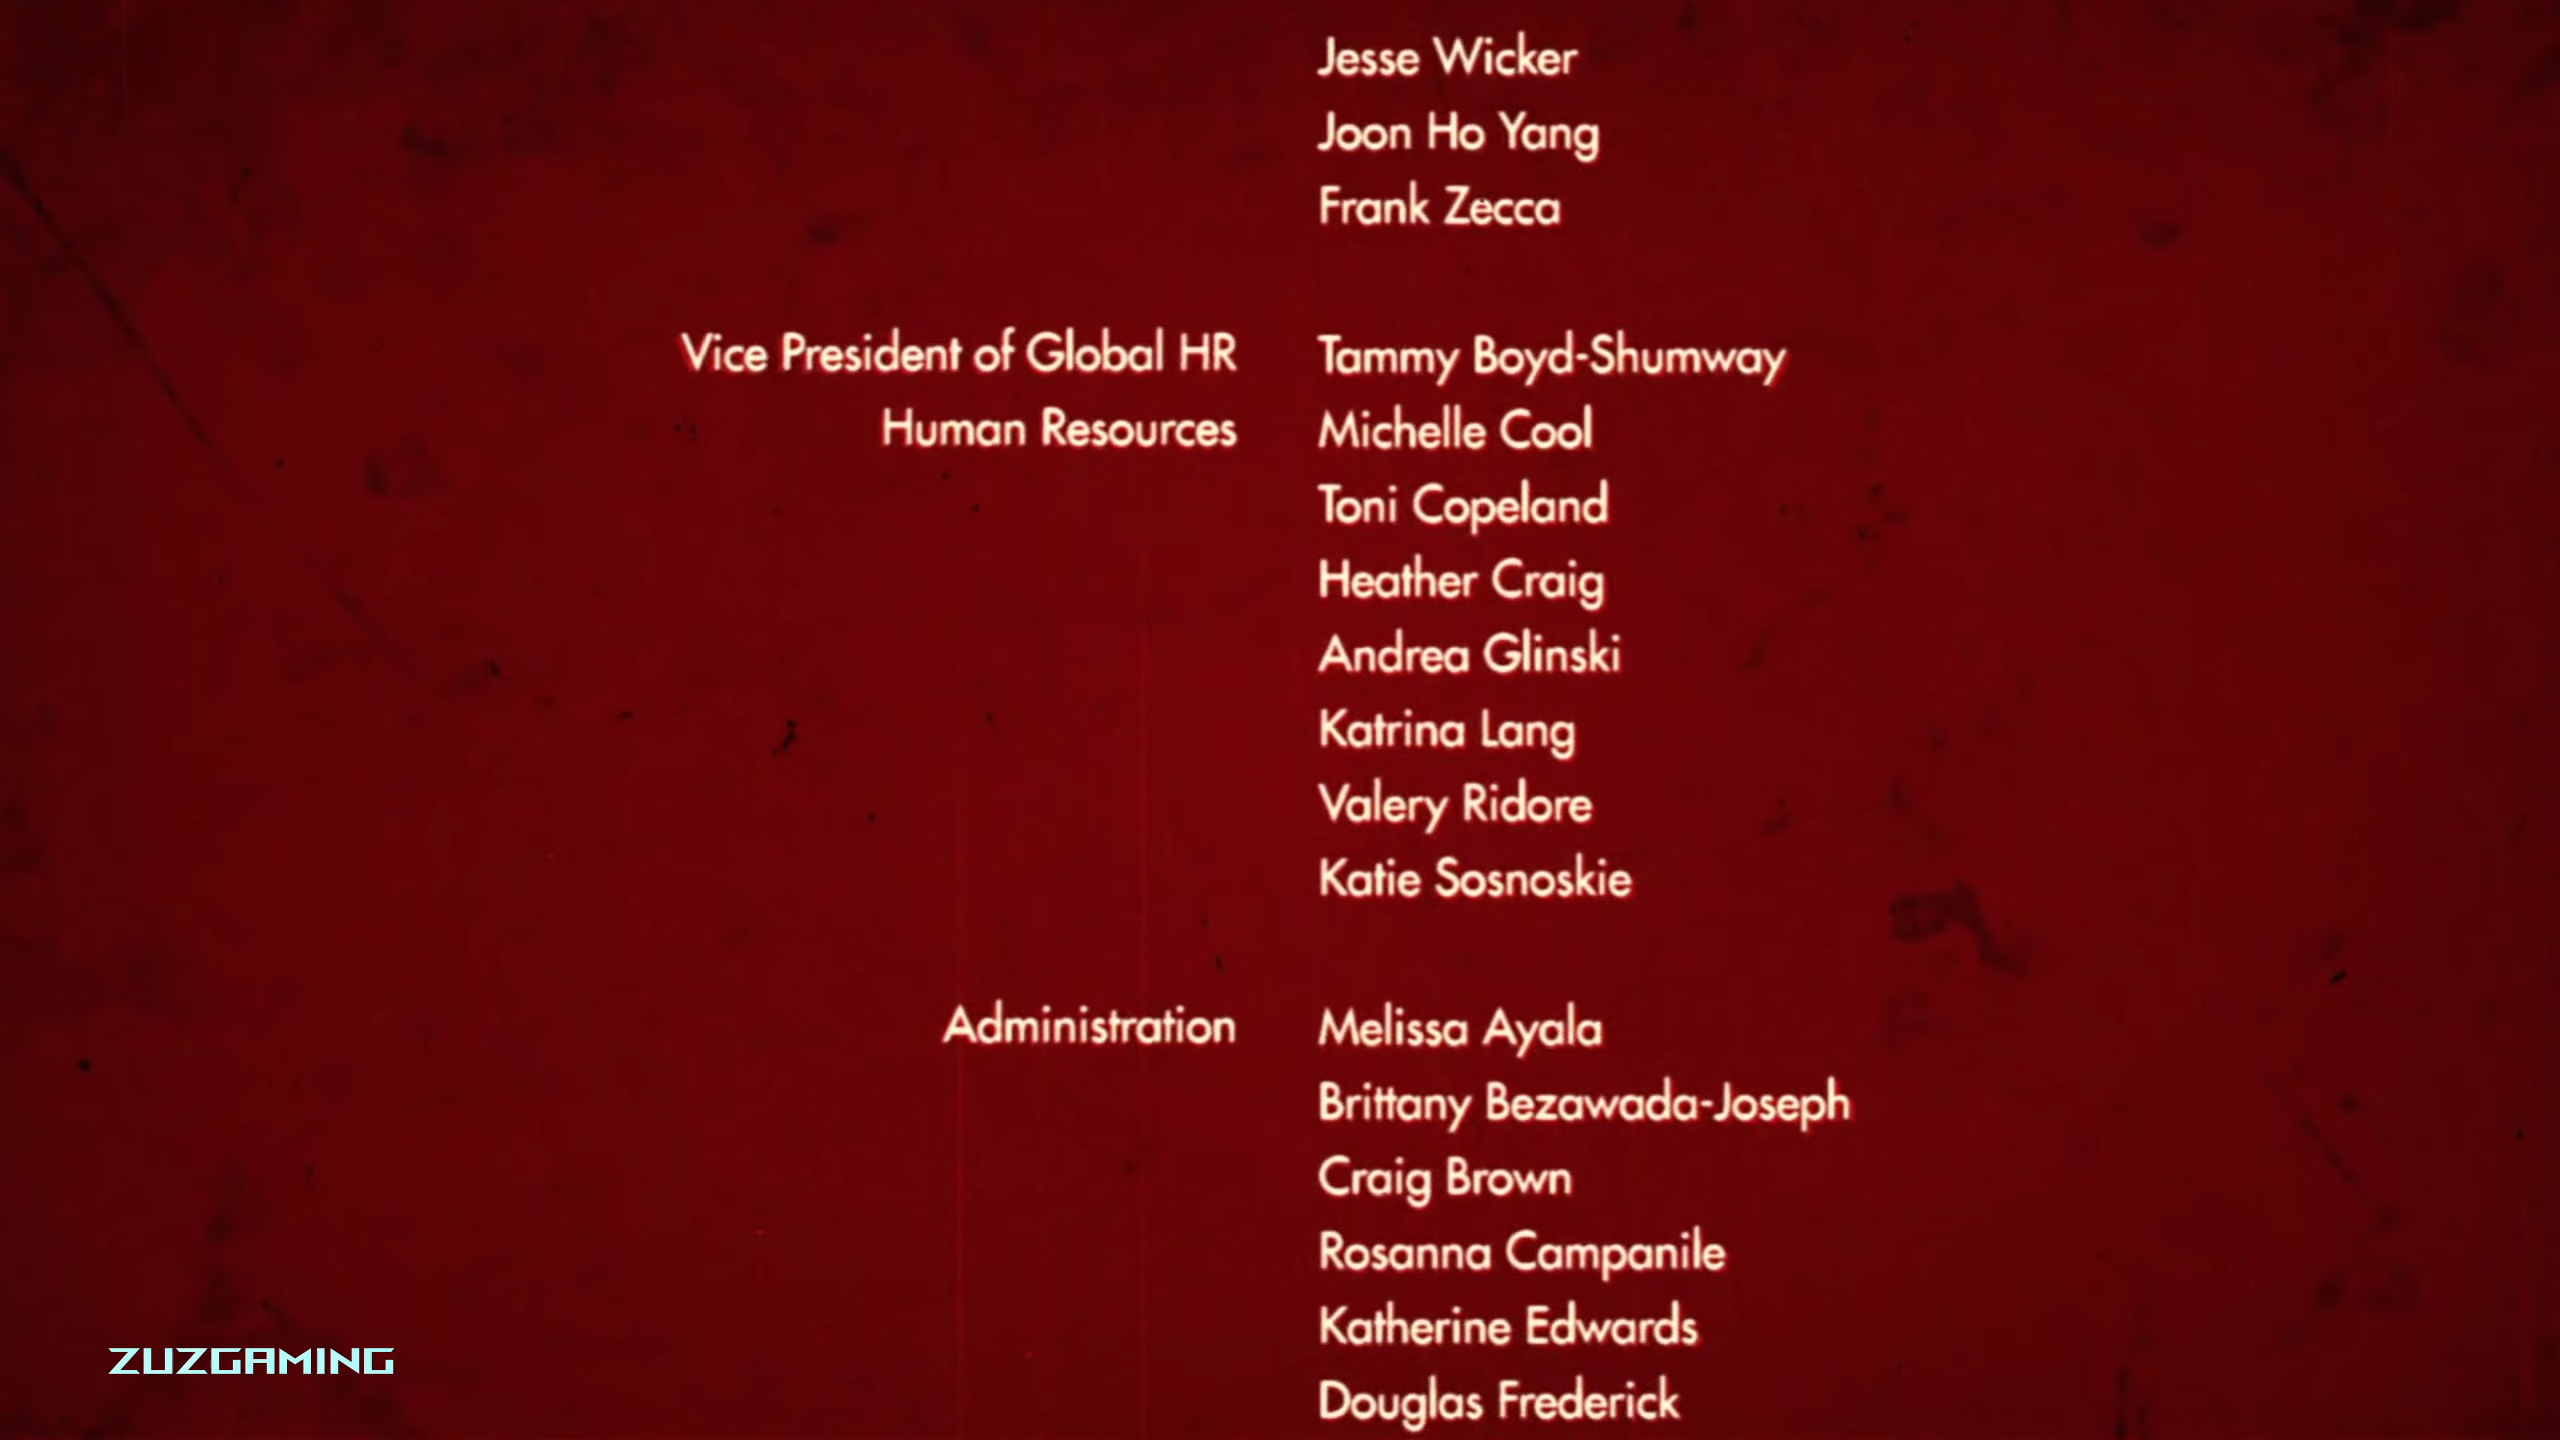 Jesse Wicker
Joon Ho Yang
Frank Zecca
Vice President of Global HR Tammy Boyd-Shumway
Human Resources Michelle Cool
Toni Copeland
Heather Craig
Andrea Glinski
Katrina Lang
Valery Ridore
Katie Sosnoskie
Administration Melissa Ayala
Brittany Bezawada-Joseph
Craig Brown
Rosanna Campanile
Katherine Edwards
Douglas Frederick
ZUZGAMING